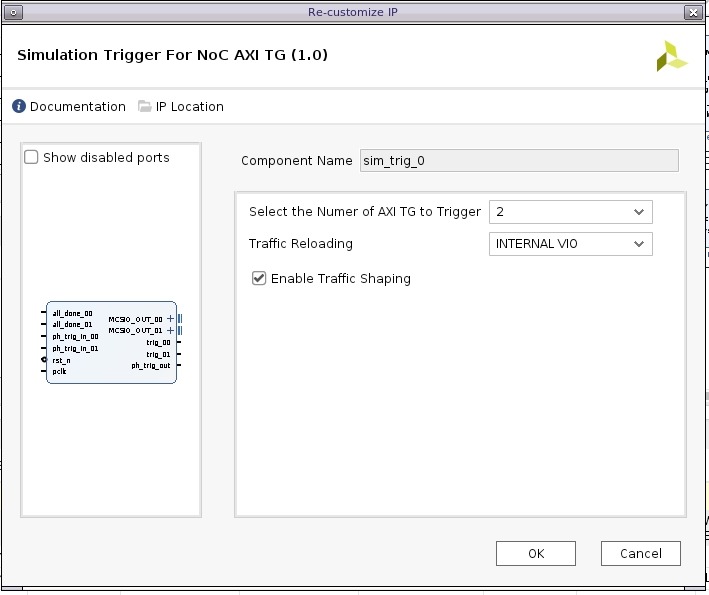 Re-customize IP
Simulation Trigger For NoC AXI TG (1.0)
Documentation IP Location
Show disabled ports
Component Name sim_trig_0
Select the Numer of AXI TG to Trigger 2
Traffic Reloading INTERNAL VIO
Enable Traffic Shaping
all_done_00
all_done_01
ph_trig_in_00
ph_trig_in_01
rst_n
pclk
MCSIO_OUT_00
MCSIO_OUT_01
trig_00
trig_01
ph_trig_out
OK Cancel